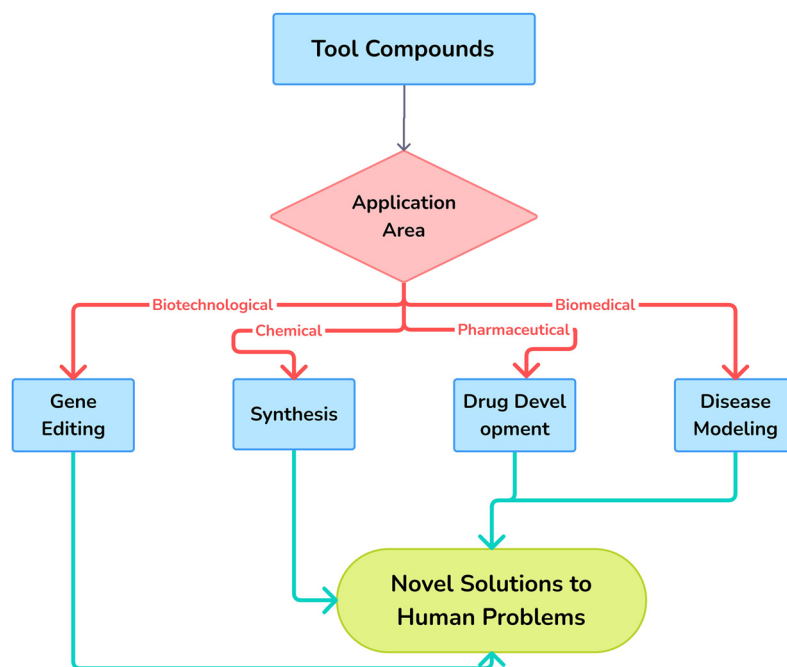 Tool Compounds
Application
Area
Biotechnological
Biomedical
Chemical
Pharmaceutical
Gene
Editing
Synthesis
Drug Devel
opment
Disease
Modeling
Novel Solutions to
Human Problems